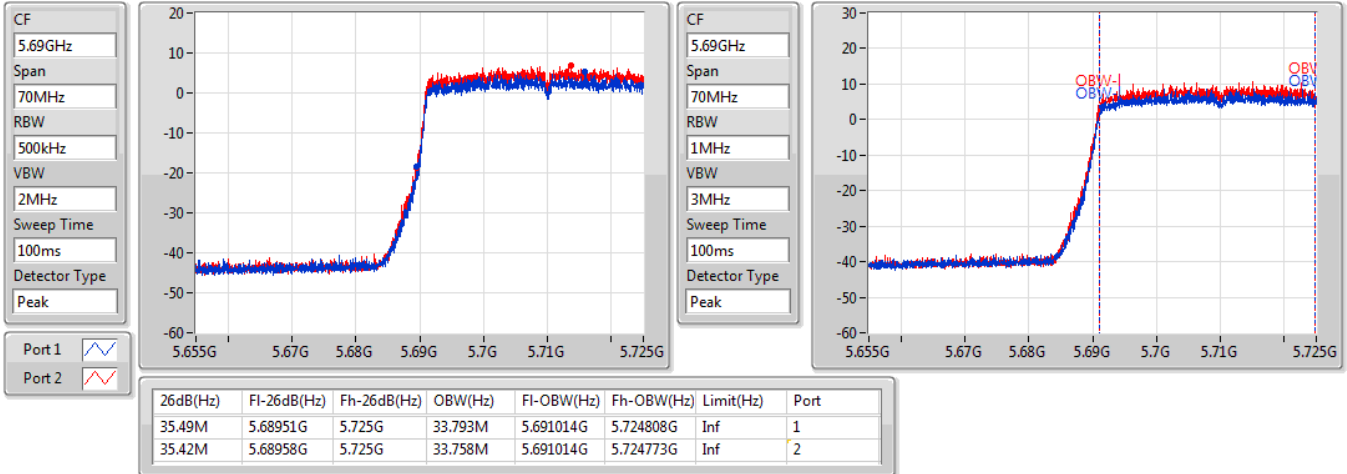 CF
5.69GHz
Span
70MHz
RBW
500kHz
VBW
2MHz
Sweep Time
100ms
Detector Type
Peak
Port 1
Port 2
20
10
0
-10
-20
-30
-40
-50
-60
5.655G 5.67G 5.68G 5.69G 5.7G 5.71G 5.725G
CF
5.69GHz
Span
70MHz
RBW
1MHz
VBW
3MHz
Sweep Time
100ms
Detector Type
Peak
30
20
10
0
-10
-20
-30
-40
-50
-60
OBW-
OBW-
OBW
OBW
5.655G 5.67G 5.68G 5.69G 5.7G 5.71G 5.725G
26dB(Hz) Fl-26dB(Hz) Fh-26dB(Hz) OBW(Hz) Fl-OBW(Hz) Fh-OBW(Hz) Limit(Hz) Port
35.49M 5.68951G 5.725G 33.793M 5.691014G 5.724808G Inf 1
35.42M 5.68958G 5.725G 33.758M 5.691014G 5.724773G Inf 2